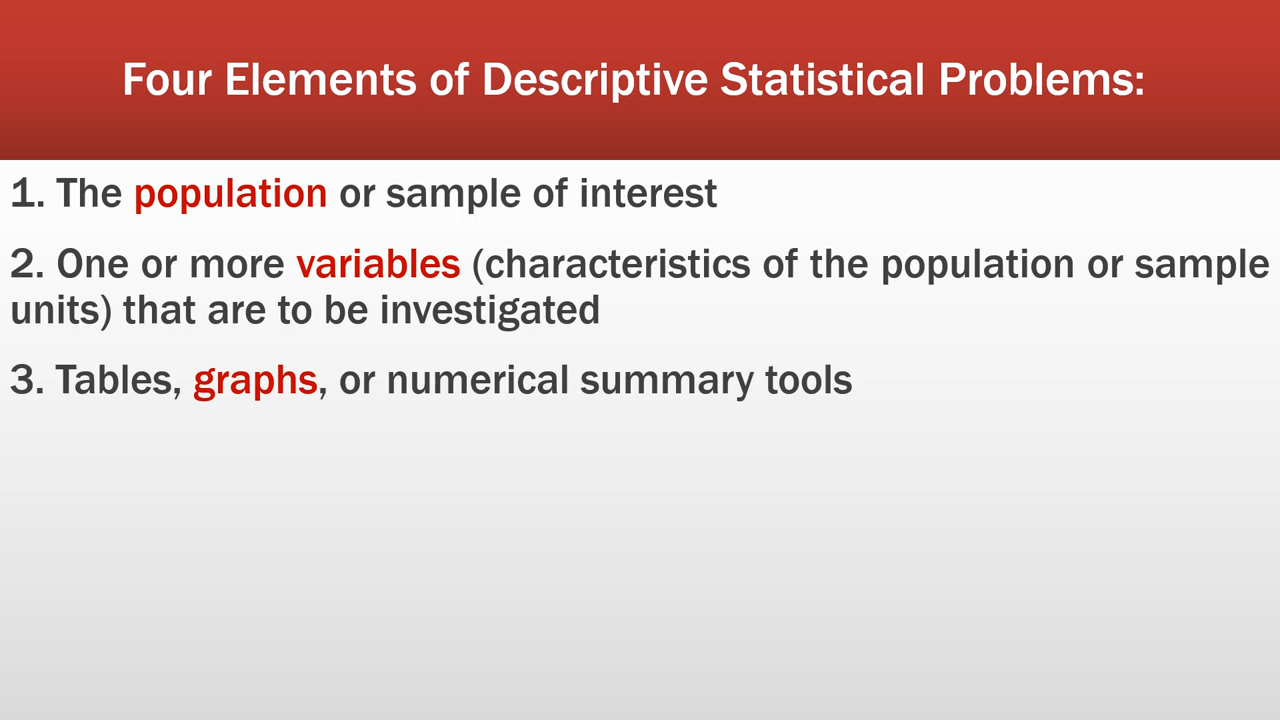 Four Elements of Descriptive Statistical Problems:
1. The population or sample of interest
2. One or more variables (characteristics of the population or sample
units) that are to be investigated
3. Tables, graphs, or numerical summary tools